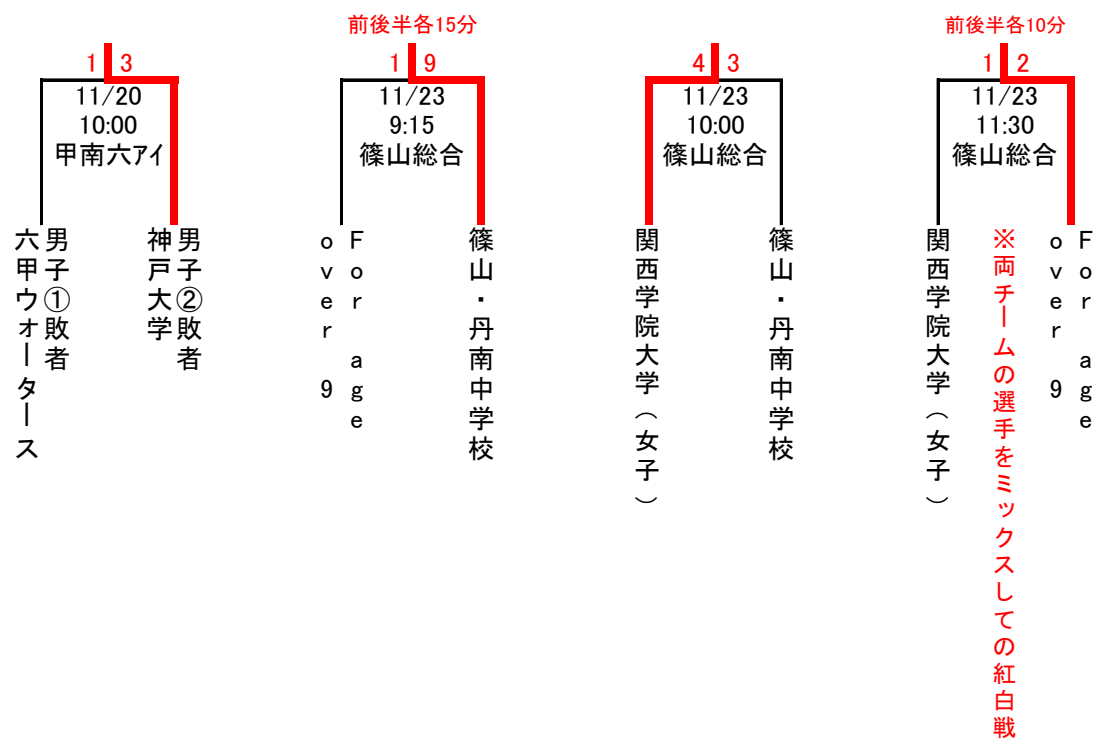 1 3
11/20
10:00
甲南六アイ
男子①敗者
六甲ウォーータース
男子②敗者
神戸大学
前後半各15分
1 9
11/23
9:15
篠山総合
For age
over 9
篠山・丹南中学校
4 3
11/23
10:00
篠山総合
関西学院大学(女子)
篠山・丹南中学校
前後半各10分
1 2
11/23
11:30
篠山総合
関西学院大学(女子)
※両チームの選手をミックスしての紅白戦
For age
over 9